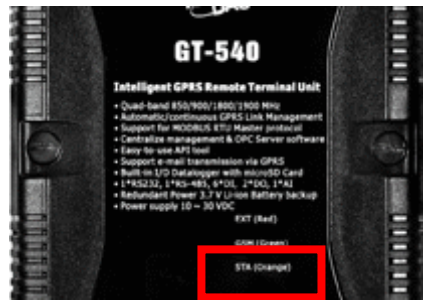 GT-540
Intelligent GPRS Remote Terminal Unit
• Quad-band 850/900/1800/1900 MHz
• Automatic/continuous GPRS Link Management
• Support for MODBUS RTU Master protocol
• Centralize management & OPC Server software
• Easy-to-use API tool
• Support e-mail transmission via GPRS
• Built-in I/O Datalogger with microSD Card
• 1*RS232, 1*RS-485, 6*DI, 2*DO, 1*AI
• Redundant Power 3.7 V Li-ion Battery backup
• Power supply 10 ~ 30 VDC
EXT (Red)
GSM (Green)
STA (Orange)